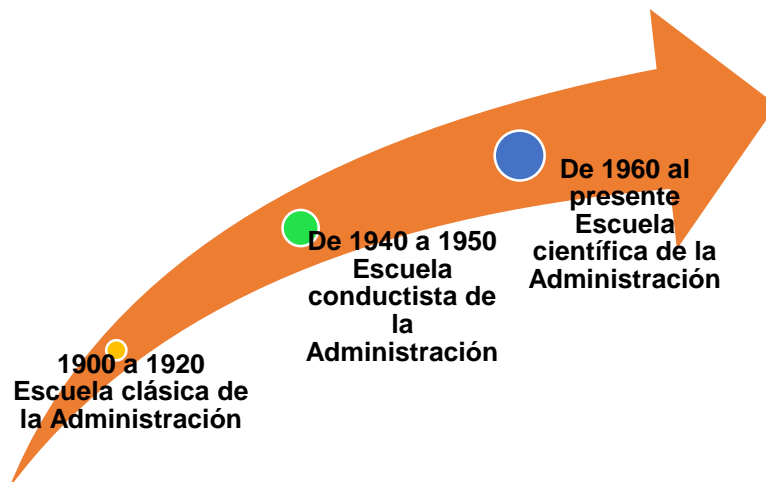 1900 a 1920
Escuela clásica de
la Administración
De 1940 a 1950
Escuela
conductista de
la
Administración
De 1960 al
presente
Escuela
científica de la
Administración